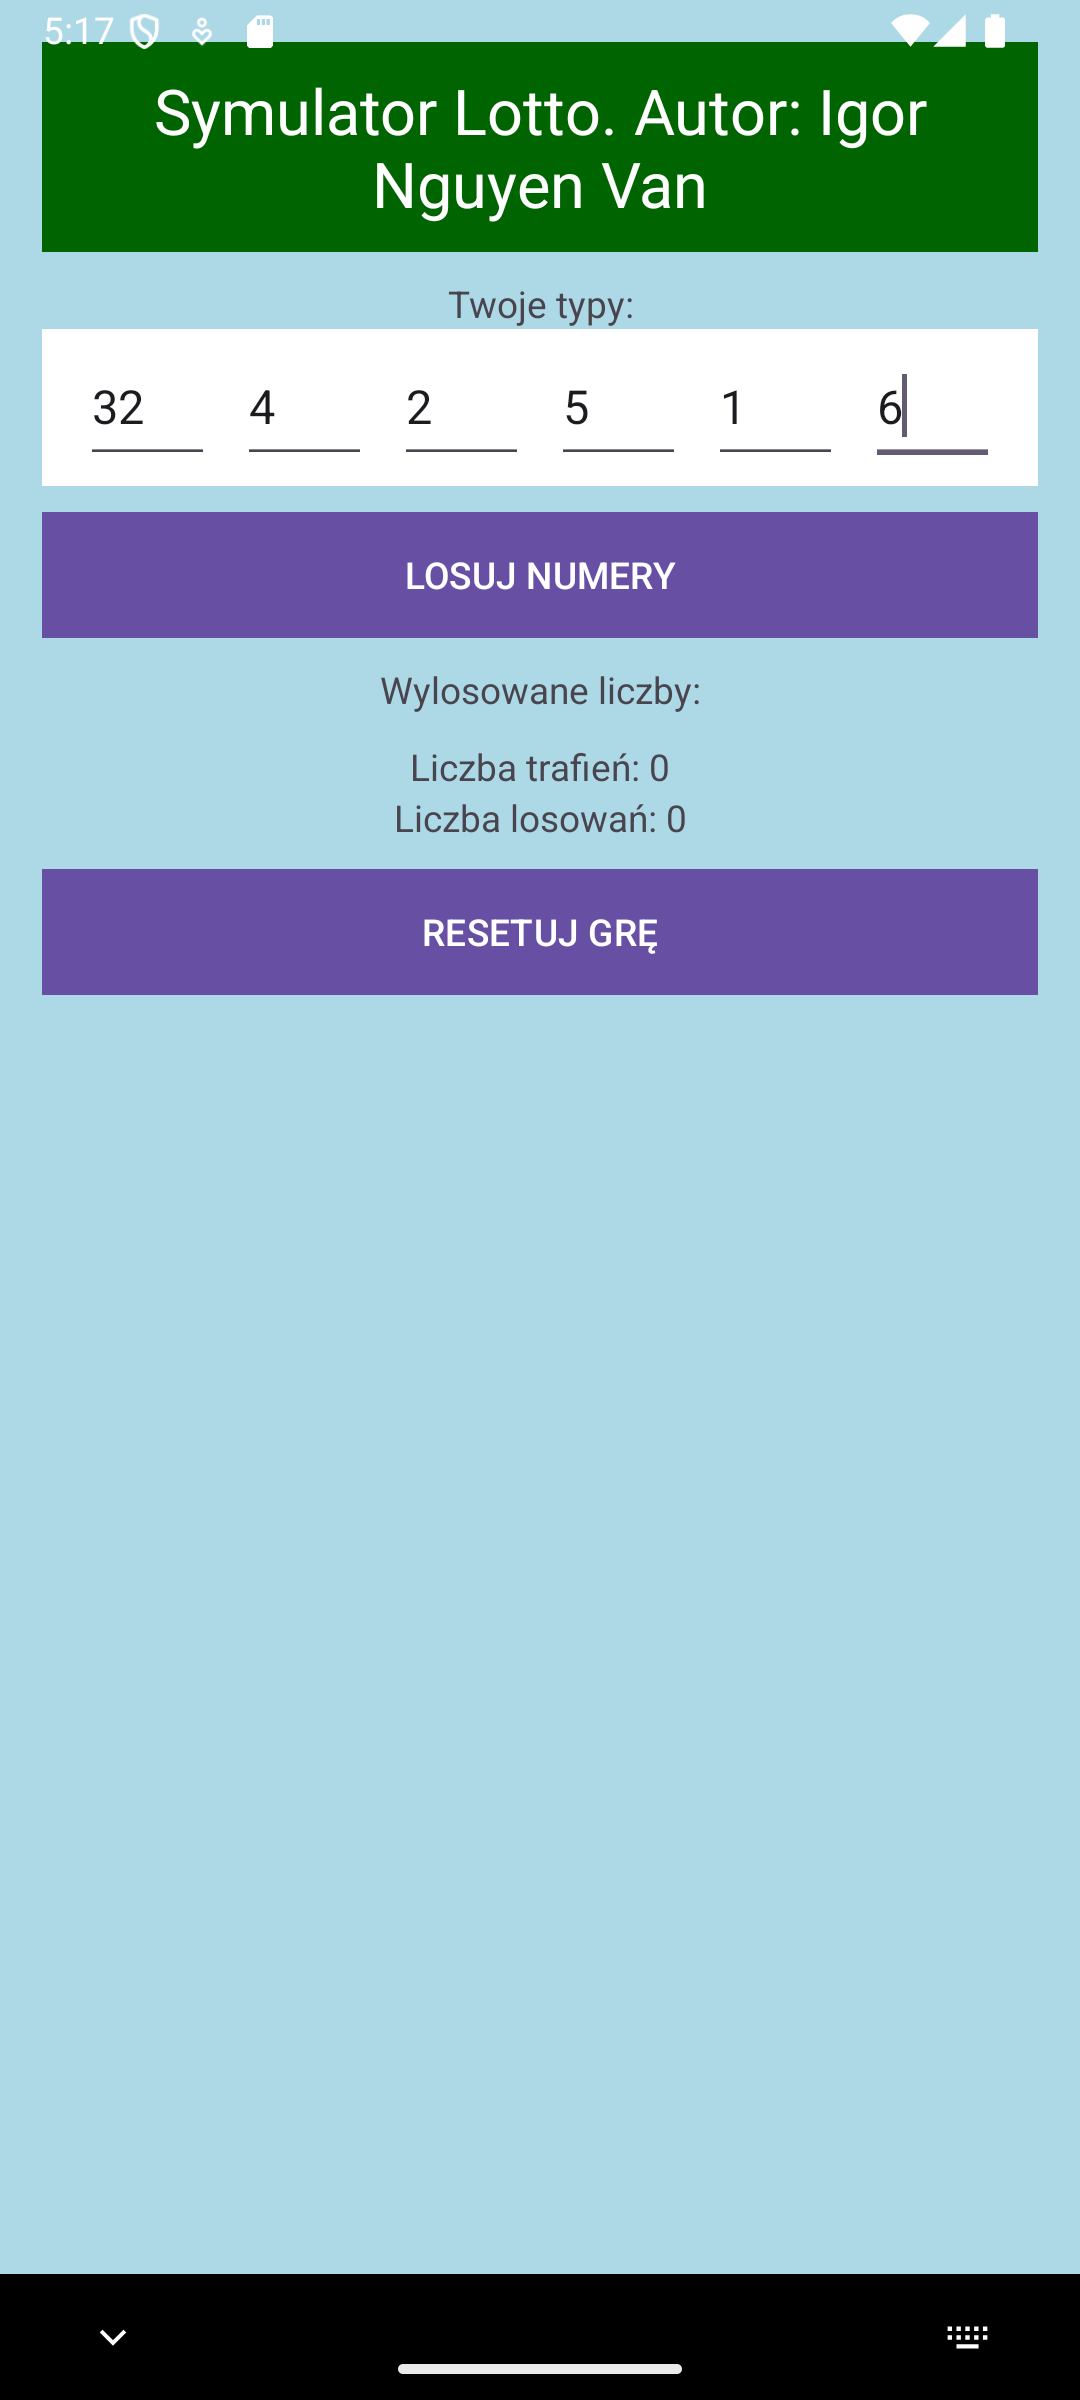 5:17
Symulator Lotto. Autor: Igor
Nguyen Van
Twoje typy:
32 4 2 5 1 6
LOSUJ NUMERY
Wylosowane liczby:
Liczba trafień: 0
Liczba losowań: 0
RESETUJ GRĘ